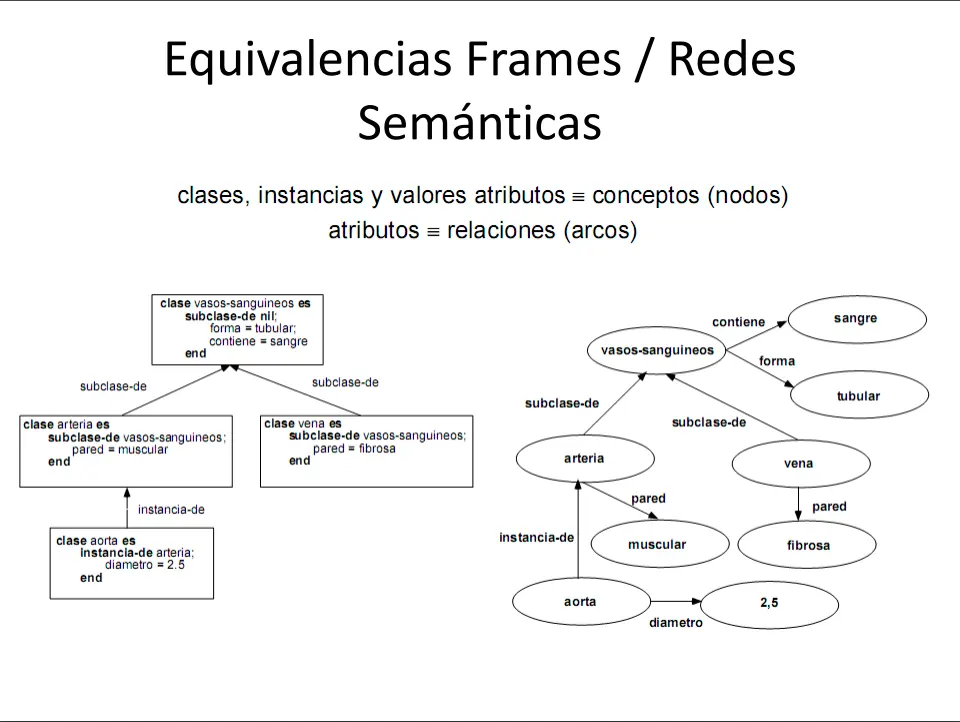 Equivalencias Frames / Redes
Semánticas
clases, instancias y valores atributos ≡ conceptos (nodos)
atributos ≡ relaciones (arcos)
clase vasos-sanguineos es
subclase-de nil;
forma = tubular;
contiene = sangre
end
subclase-de
subclase-de
clase arteria es
subclase-de vasos-sanguineos;
pared = muscular
end
clase vena es
subclase-de vasos-sanguineos;
pared = fibrosa
end
instancia-de
clase aorta es
instancia-de arteria;
diametro = 2.5
end
contiene
sangre
vasos-sanguineos
forma
tubular
subclase-de
subclase-de
arteria
vena
pared
pared
instancia-de
muscular
fibrosa
aorta
2,5
diametro